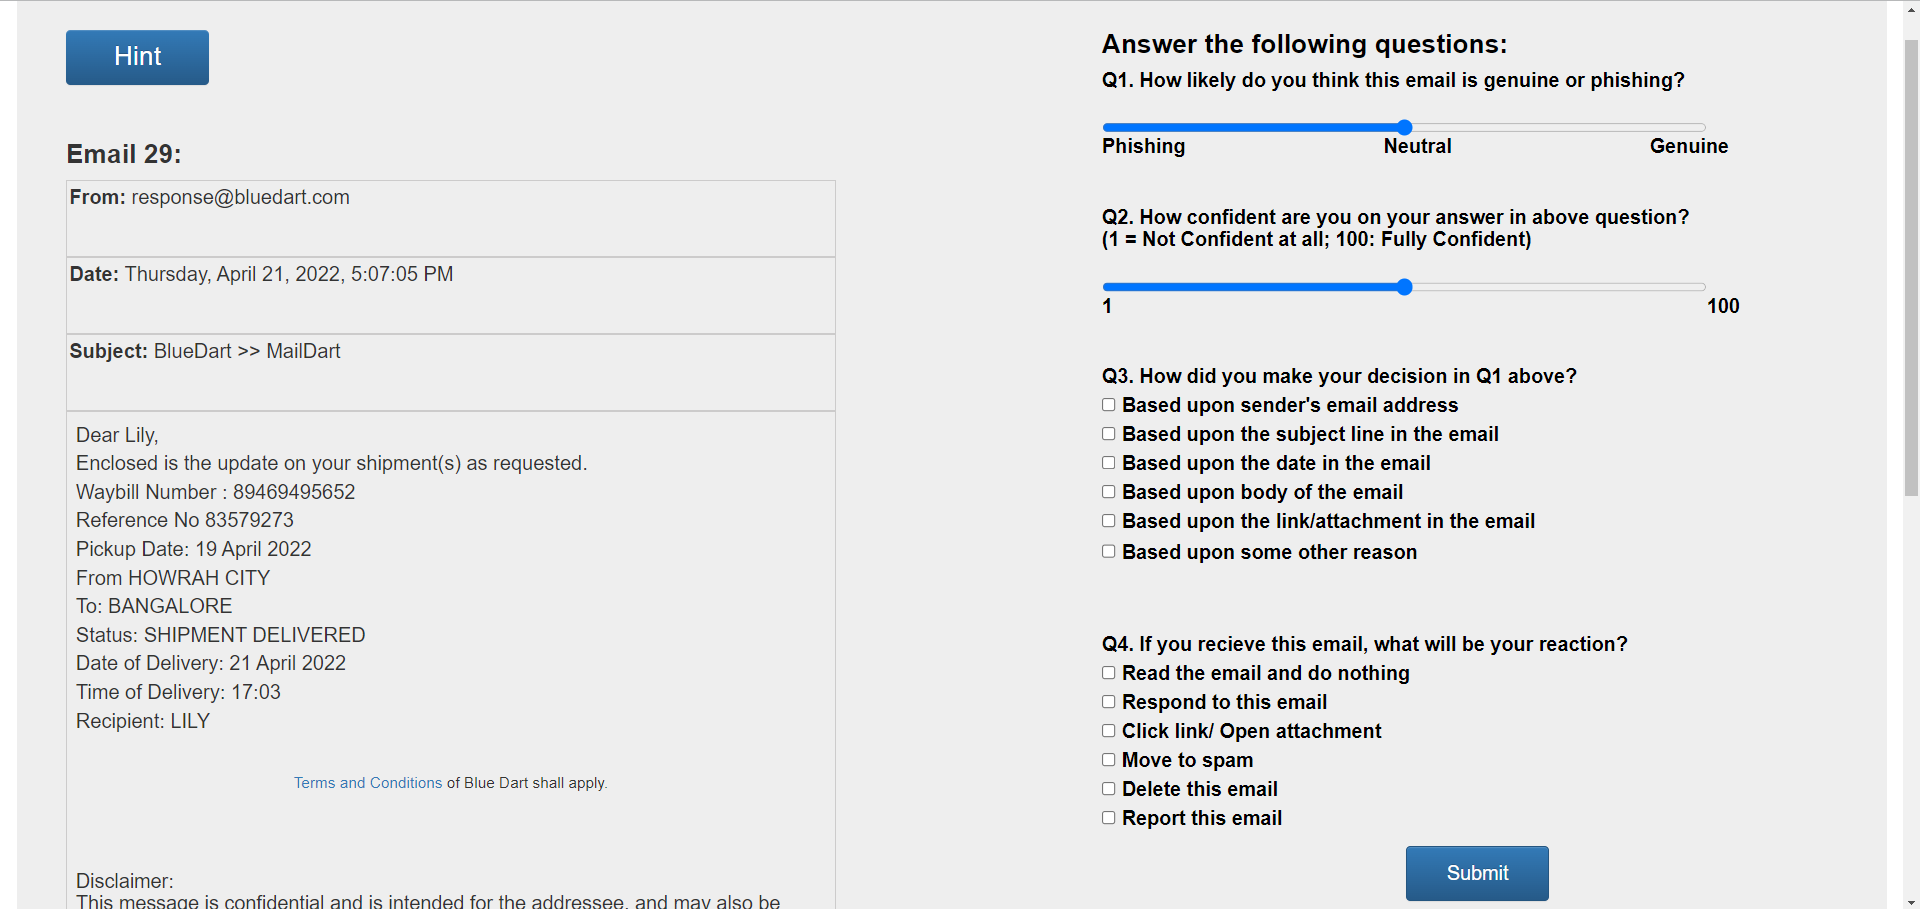 Hint
Email 29:
From: response@bluedart.com
Date: Thursday, April 21, 2022, 5:07:05 PM
Subject: BlueDart >> MailDart
Dear Lily,
Enclosed is the update on your shipment(s) as requested.
Waybill Number : 89469495652
Reference No 83579273
Pickup Date: 19 April 2022
From HOWRAH CITY
To: BANGALORE
Status: SHIPMENT DELIVERED
Date of Delivery: 21 April 2022
Time of Delivery: 17:03
Recipient: LILY
Terms and Conditions of Blue Dart shall apply.
Disclaimer:
This message is confidential and is intended for the addressee, and may also be
Answer the following questions:
Q1. How likely do you think this email is genuine or phishing?
Phishing Neutral Genuine
Q2. How confident are you on your answer in above question?
(1 = Not Confident at all; 100: Fully Confident)
1 100
Q3. How did you make your decision in Q1 above?
Based upon sender's email address
Based upon the subject line in the email
Based upon the date in the email
Based upon body of the email
Based upon the link/attachment in the email
Based upon some other reason
Q4. If you recieve this email, what will be your reaction?
Read the email and do nothing
Respond to this email
Click link/ Open attachment
Move to spam
Delete this email
Report this email
Submit